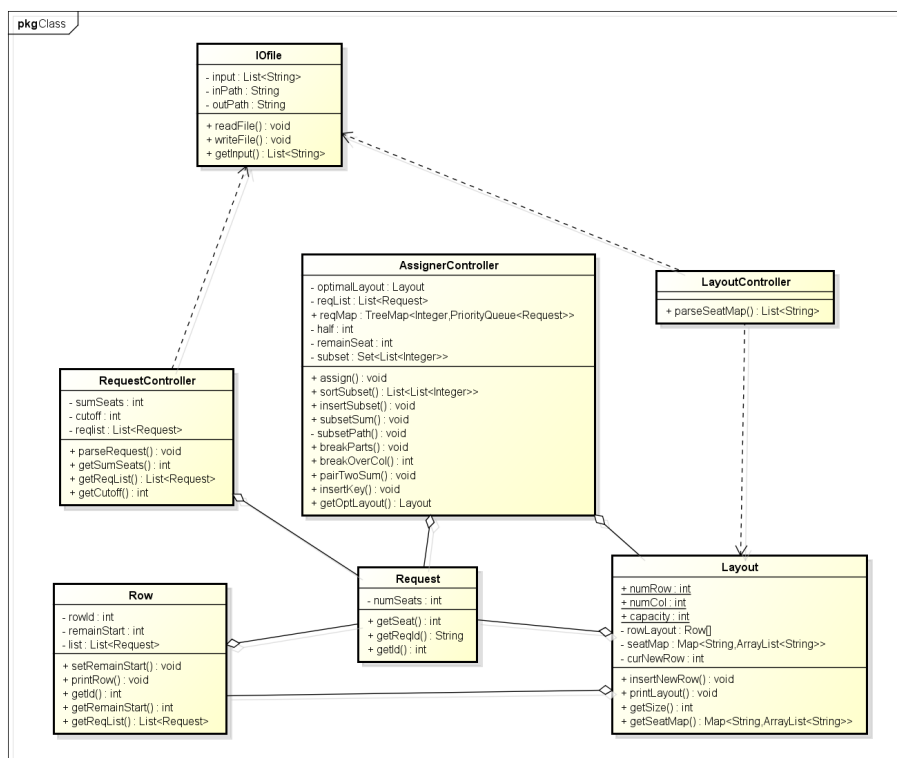 pkg Class
IOfile
- input : List<String>
- inPath : String
- outPath : String
+ readFile() : void
+ writeFile() : void
+ getInput() : List<String>
AssignerController
- optimalLayout : Layout
- reqList : List<Request>
+ reqMap : TreeMap<Integer,PriorityQueue<Request>>
- half : int
- remainSeat : int
- subset : Set<List<Integer>>
+ assign() : void
+ sortSubset() : List<List<Integer>>
+ insertSubset() : void
+ subsetSum() : void
- subsetPath() : void
+ breakParts() : void
+ breakOverCol() : int
+ pairTwoSum() : void
+ insertKey() : void
+ getOptLayout() : Layout
LayoutController
+ parseSeatMap() : List<String>
RequestController
- sumSeats : int
- cutoff : int
- reqlist : List<Request>
+ parseRequest() : void
+ getSumSeats() : int
+ getReqList() : List<Request>
+ getCutoff() : int
Request
- numSeats : int
+ getSeat() : int
+ getReqId() : String
+ getId() : int
Layout
+ numRow : int
+ numCol : int
+ capacity : int
- rowLayout : Row[]
- seatMap : Map<String,ArrayList<String>>
- curNewRow : int
+ insertNewRow() : void
+ printLayout() : void
+ getSize() : int
+ getSeatMap() : Map<String,ArrayList<String>>
Row
- rowId : int
- remainStart : int
- list : List<Request>
+ setRemainStart() : void
+ printRow() : void
+ getId() : int
+ getRemainStart() : int
+ getReqList() : List<Request>